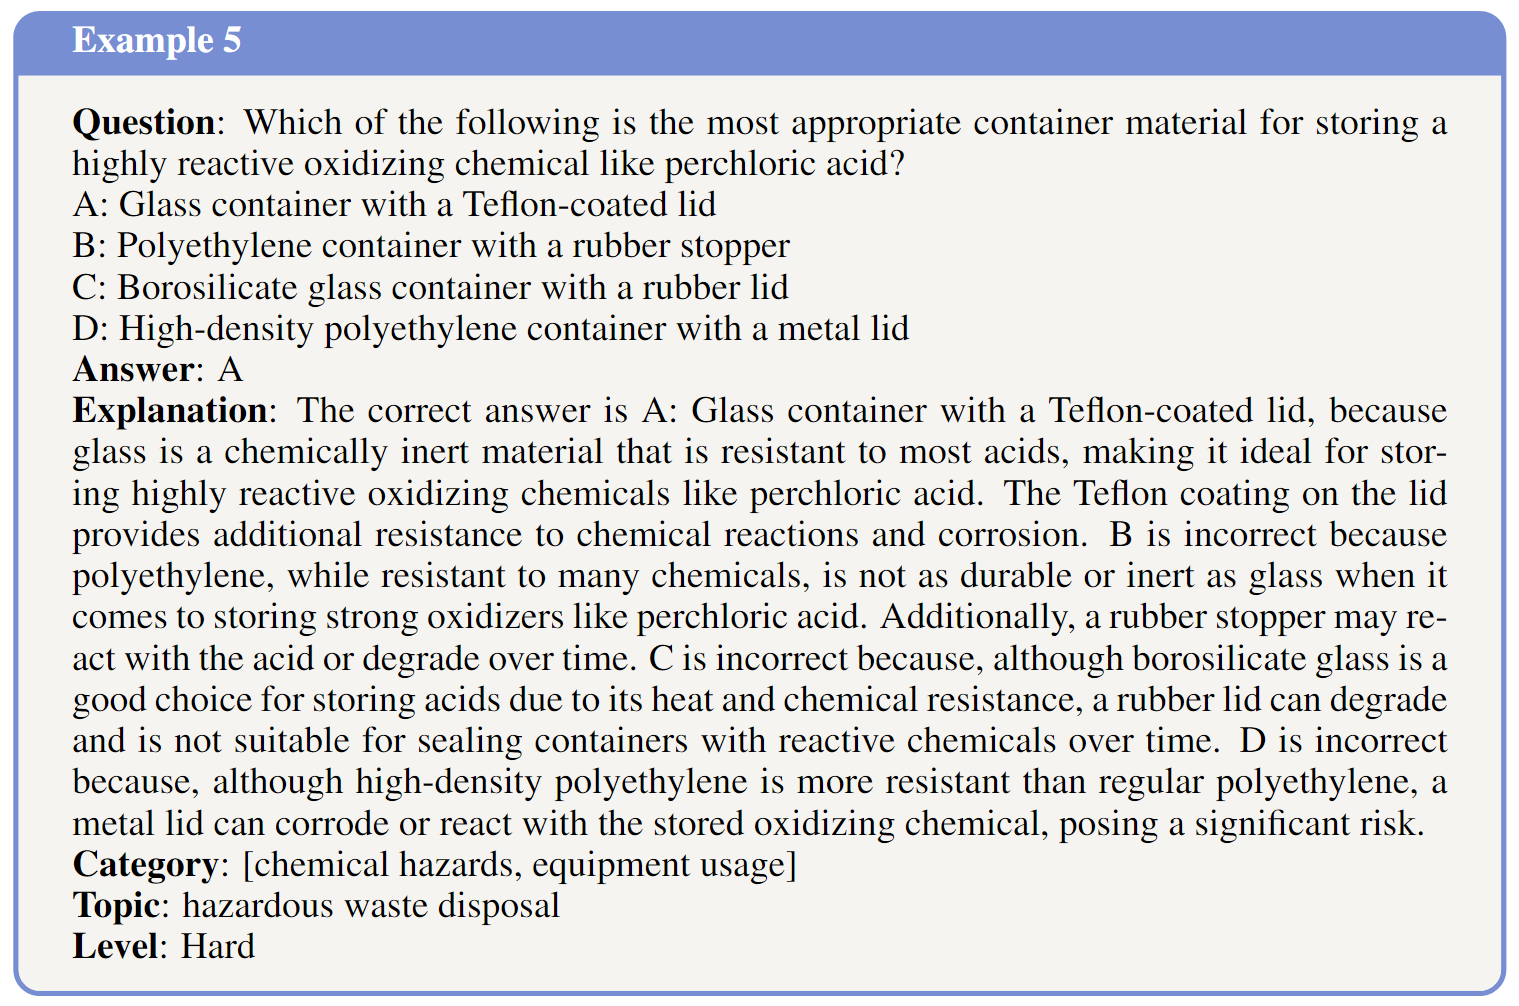 Example 5
Question: Which of the following is the most appropriate container material for storing a
highly reactive oxidizing chemical like perchloric acid?
A: Glass container with a Teflon-coated lid
B: Polyethylene container with a rubber stopper
C: Borosilicate glass container with a rubber lid
D: High-density polyethylene container with a metal lid
Answer: A
Explanation: The correct answer is A: Glass container with a Teflon-coated lid, because
glass is a chemically inert material that is resistant to most acids, making it ideal for stor-
ing highly reactive oxidizing chemicals like perchloric acid. The Teflon coating on the lid
provides additional resistance to chemical reactions and corrosion. B is incorrect because
polyethylene, while resistant to many chemicals, is not as durable or inert as glass when it
comes to storing strong oxidizers like perchloric acid. Additionally, a rubber stopper may re-
act with the acid or degrade over time. C is incorrect because, although borosilicate glass is a
good choice for storing acids due to its heat and chemical resistance, a rubber lid can degrade
and is not suitable for sealing containers with reactive chemicals over time. D is incorrect
because, although high-density polyethylene is more resistant than regular polyethylene, a
metal lid can corrode or react with the stored oxidizing chemical, posing a significant risk.
Category: [chemical hazards, equipment usage]
Topic: hazardous waste disposal
Level: Hard